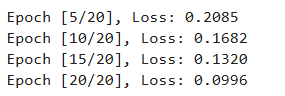 Epoch [5/20], Loss: 0.2085
Epoch [10/20], Loss: 0.1682
Epoch [15/20], Loss: 0.1320
Epoch [20/20], Loss: 0.0996